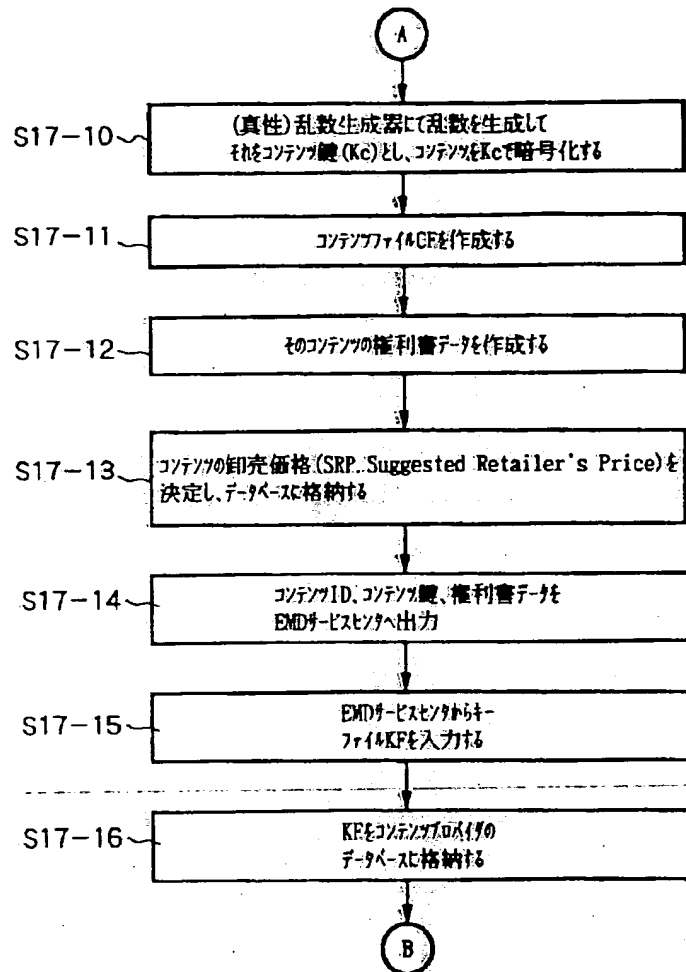 A
S17-10
(真性)乱数生成器にて乱数を生成して
それをコンテンツ鍵(Kc)とし、コンテンツをKcで暗号化する
S17-11
コンテンツファイルCFを作成する
S17-12
そのコンテンツの権利書データを作成する
S17-13
コンテンツの卸売価格(SRP..Suggested Retailer's Price)を
決定し、データベースに格納する
S17-14
コンテンツID、コンテンツ鍵、権利書データを
EMDサービスセンタへ出力
S17-15
EMDサービスセンタからキー
ファイルKFを入力する
S17-16
KFをコンテンツプロバイダの
データベースに格納する
B